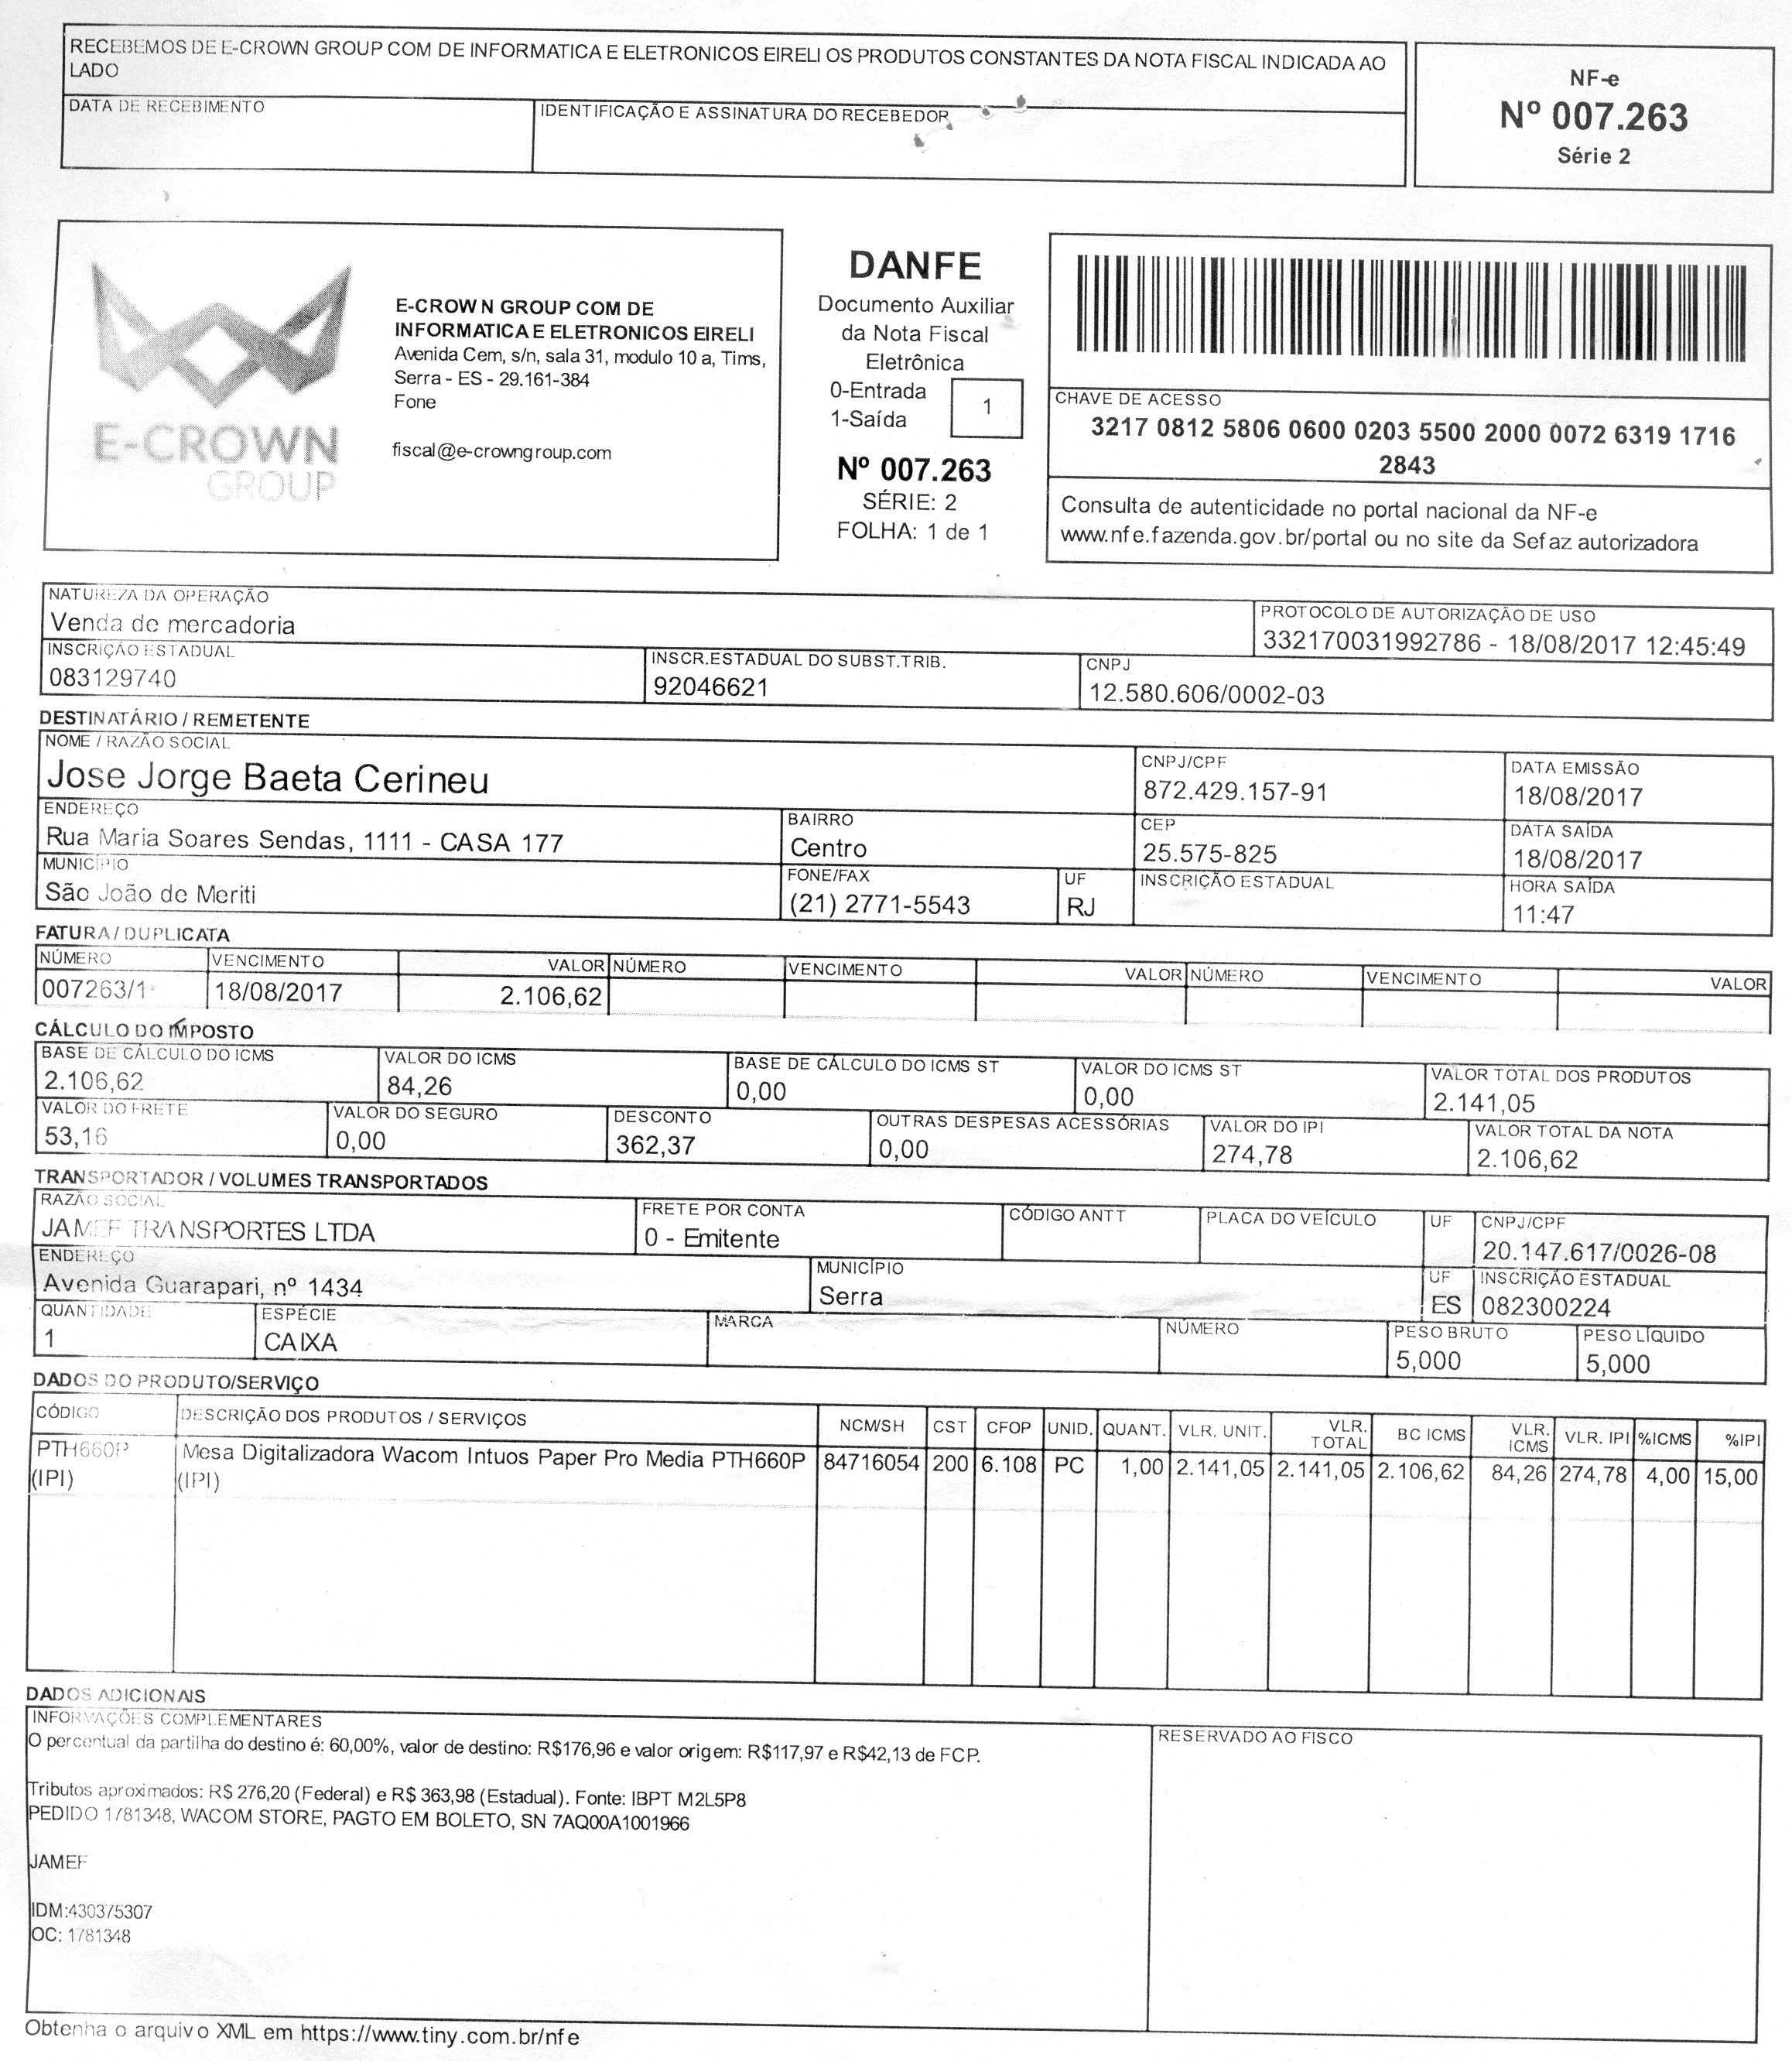 RECEBEMOS DE E-CROWN GROUP COM DE INFORMATICA E ELETRONICOS EIRELI OS PRODUTOS CONSTANTES DA NOTA FISCAL INDICADA AO
LADO
DATA DE RECEBIMENTO
IDENTIFICAÇÃO E ASSINATURA DO RECEBEDOR
NF-e
Nº 007.263
Série 2
E-CROWN
GROUP
E-CROWN GROUP COM DE
INFORMATICA E ELETRONICOS EIRELI
Avenida Cem, s/n, sala 31, modulo 10 a, Tims,
Serra - ES - 29.161-384
Fone
fiscal@e-crowngroup.com
DANFE
Documento Auxiliar
da Nota Fiscal
Eletrônica
0-Entrada
1-Saída
1
Nº 007.263
SÉRIE: 2
FOLHA: 1 de 1
CHAVE DE ACESSO
3217 0812 5806 0600 0203 5500 2000 0072 6319 1716
2843
Consulta de autenticidade no portal nacional da NF-e
www.nfe.fazenda.gov.br/portal ou no site da Sefaz autorizadora
NATUREZA DA OPERAÇÃO
Venda de mercadoria
PROTOCOLO DE AUTORIZAÇÃO DE USO
332170031992786 - 18/08/2017 12:45:49
INSCRIÇÃO ESTADUAL
083129740
INSCR.ESTADUAL DO SUBST.TRIB.
92046621
CNPJ
12.580.606/0002-03
DESTINATÁRIO / REMETENTE
NOME / RAZÃO SOCIAL
Jose Jorge Baeta Cerineu
CNPJ/CPF
872.429.157-91
DATA EMISSÃO
18/08/2017
ENDEREÇO
Rua Maria Soares Sendas, 1111 - CASA 177
BAIRRO
Centro
CEP
25.575-825
DATA SAÍDA
18/08/2017
MUNICÍPIO
São João de Meriti
FONE/FAX
(21) 2771-5543
UF
RJ
INSCRIÇÃO ESTADUAL
HORA SAÍDA
11:47
FATURA / DUPLICATA
NÚMERO VENCIMENTO VALOR NÚMERO VENCIMENTO VALOR NÚMERO VENCIMENTO VALOR
007263/1 18/08/2017 2.106,62
CÁLCULO DO IMPOSTO
BASE DE CÁLCULO DO ICMS
2.106,62
VALOR DO ICMS
84,26
BASE DE CÁLCULO DO ICMS ST
0,00
VALOR DO ICMS ST
0,00
VALOR TOTAL DOS PRODUTOS
2.141,05
VALOR DO FRETE
53,16
VALOR DO SEGURO
0,00
DESCONTO
362,37
OUTRAS DESPESAS ACESSÓRIAS
0,00
VALOR DO IPI
274,78
VALOR TOTAL DA NOTA
2.106,62
TRANSPORTADOR / VOLUMES TRANSPORTADOS
RAZÃO SOCIAL
JAMEF TRANSPORTES LTDA
FRETE POR CONTA
0 - Emitente
CÓDIGO ANTT
PLACA DO VEÍCULO
UF
CNPJ/CPF
20.147.617/0026-08
ENDEREÇO
Avenida Guarapari, nº 1434
MUNICÍPIO
Serra
UF
ES
INSCRIÇÃO ESTADUAL
082300224
QUANTIDADE
1
ESPÉCIE
CAIXA
MARCA
NÚMERO
PESO BRUTO
5,000
PESO LÍQUIDO
5,000
DADOS DO PRODUTO/SERVIÇO
CÓDIGO DESCRIÇÃO DOS PRODUTOS / SERVIÇOS NCM/SH CST CFOP UNID. QUANT. VLR. UNIT. VLR. TOTAL BC ICMS VLR. ICMS VLR. IPI %ICMS %IPI
PTH660P Mesa Digitalizadora Wacom Intuos Paper Pro Media PTH660P 84716054 200 6.108 PC 1,00 2.141,05 2.141,05 2.106,62 84,26 274,78 4,00 15,00
(IPI) (IPI)
DADOS ADICIONAIS
INFORMAÇÕES COMPLEMENTARES
RESERVADO AO FISCO
O percentual da partilha do destino é: 60,00%, valor de destino: R$176,96 e valor origem: R$117,97 e R$42,13 de FCP.
Tributos aproximados: R$ 276,20 (Federal) e R$ 363,98 (Estadual). Fonte: IBPT M2L5P8
PEDIDO 1781348, WACOM STORE, PAGTO EM BOLETO, SN 7AQ00A1001966
JAMEF
IDM:430375307
OC: 1781348
Obtenha o arquivo XML em https://www.tiny.com.br/nfe